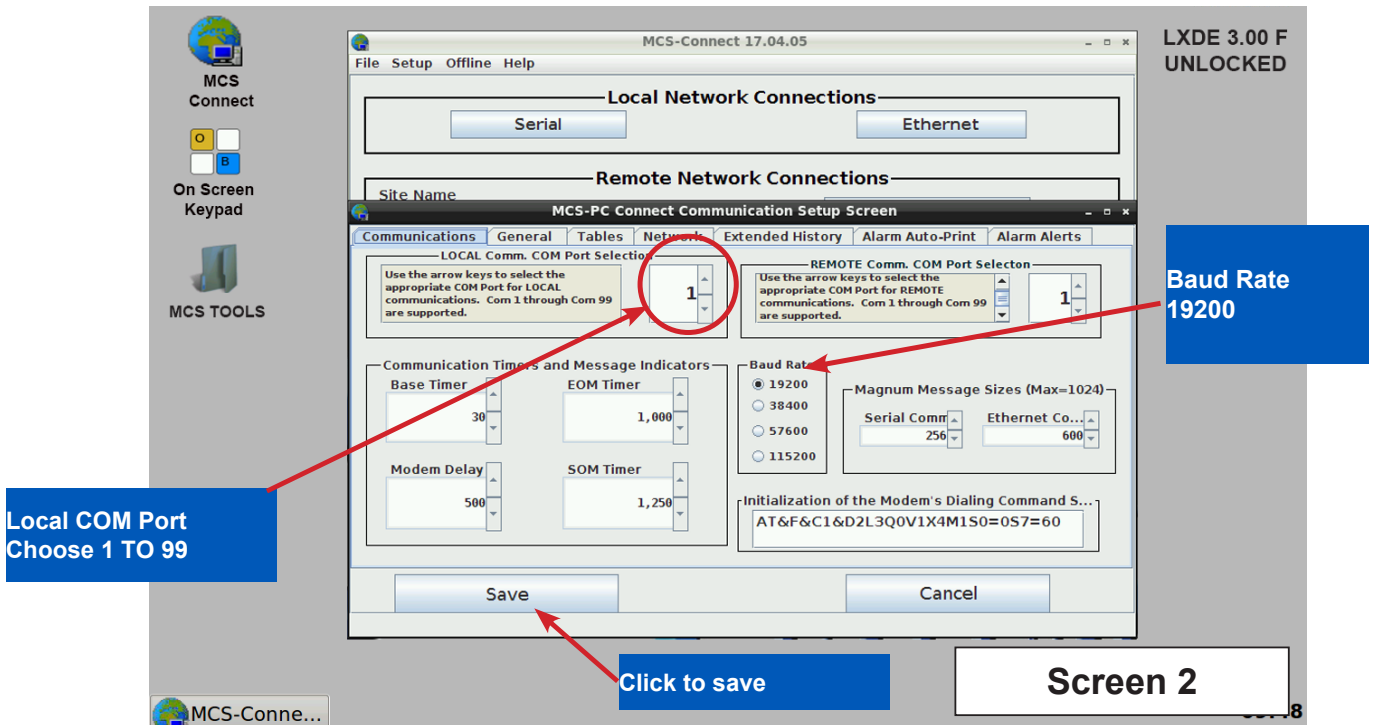 MCS
Connect
On Screen
Keypad
MCS TOOLS
LXDE 3.00 F
UNLOCKED
MCS-Connect 17.04.05
File Setup Offline Help
Local Network Connections
Serial
Ethernet
Remote Network Connections
Site Name
MCS-PC Connect Communication Setup Screen
Communications General Tables Network Extended History Alarm Auto-Print Alarm Alerts
LOCAL Comm. COM Port Selection
Use the arrow keys to select the
appropriate COM Port for LOCAL
communications. Com 1 through Com 99
are supported.
1
REMOTE Comm. COM Port Selecton
Use the arrow keys to select the
appropriate COM Port for REMOTE
communications. Com 1 through Com 99
are supported.
1
Communication Timers and Message Indicators
Base Timer
30
EOM Timer
1,000
Modem Delay
500
SOM Timer
1,250
Baud Rate
19200
38400
57600
115200
Magnum Message Sizes (Max=1024)
Serial Comm
256
Ethernet Co...
600
Initialization of the Modem's Dialing Command S...
AT&F&C1&D2L3Q0V1X4M1S0=0S7=60
Save
Cancel
Baud Rate
19200
Local COM Port
Choose 1 TO 99
Click to save
Screen 2
MCS-Conne...